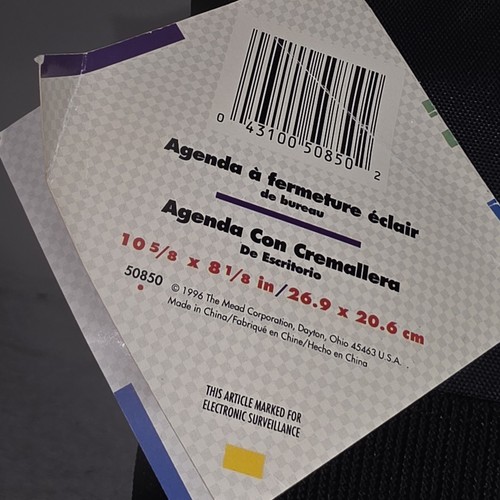 0 43100 50850 2
Agenda à fermeture éclair
de bureau
Agenda Con Cremallera
De Escritorio
10 5/8 x 8 1/8 in/26.9 x 20.6 cm
50850
© 1996 The Mead Corporation, Dayton, Ohio 45463 U.S.A.
Made in China/Fabriqué en Chine/Hecho en China
THIS ARTICLE MARKED FOR
ELECTRONIC SURVEILLANCE